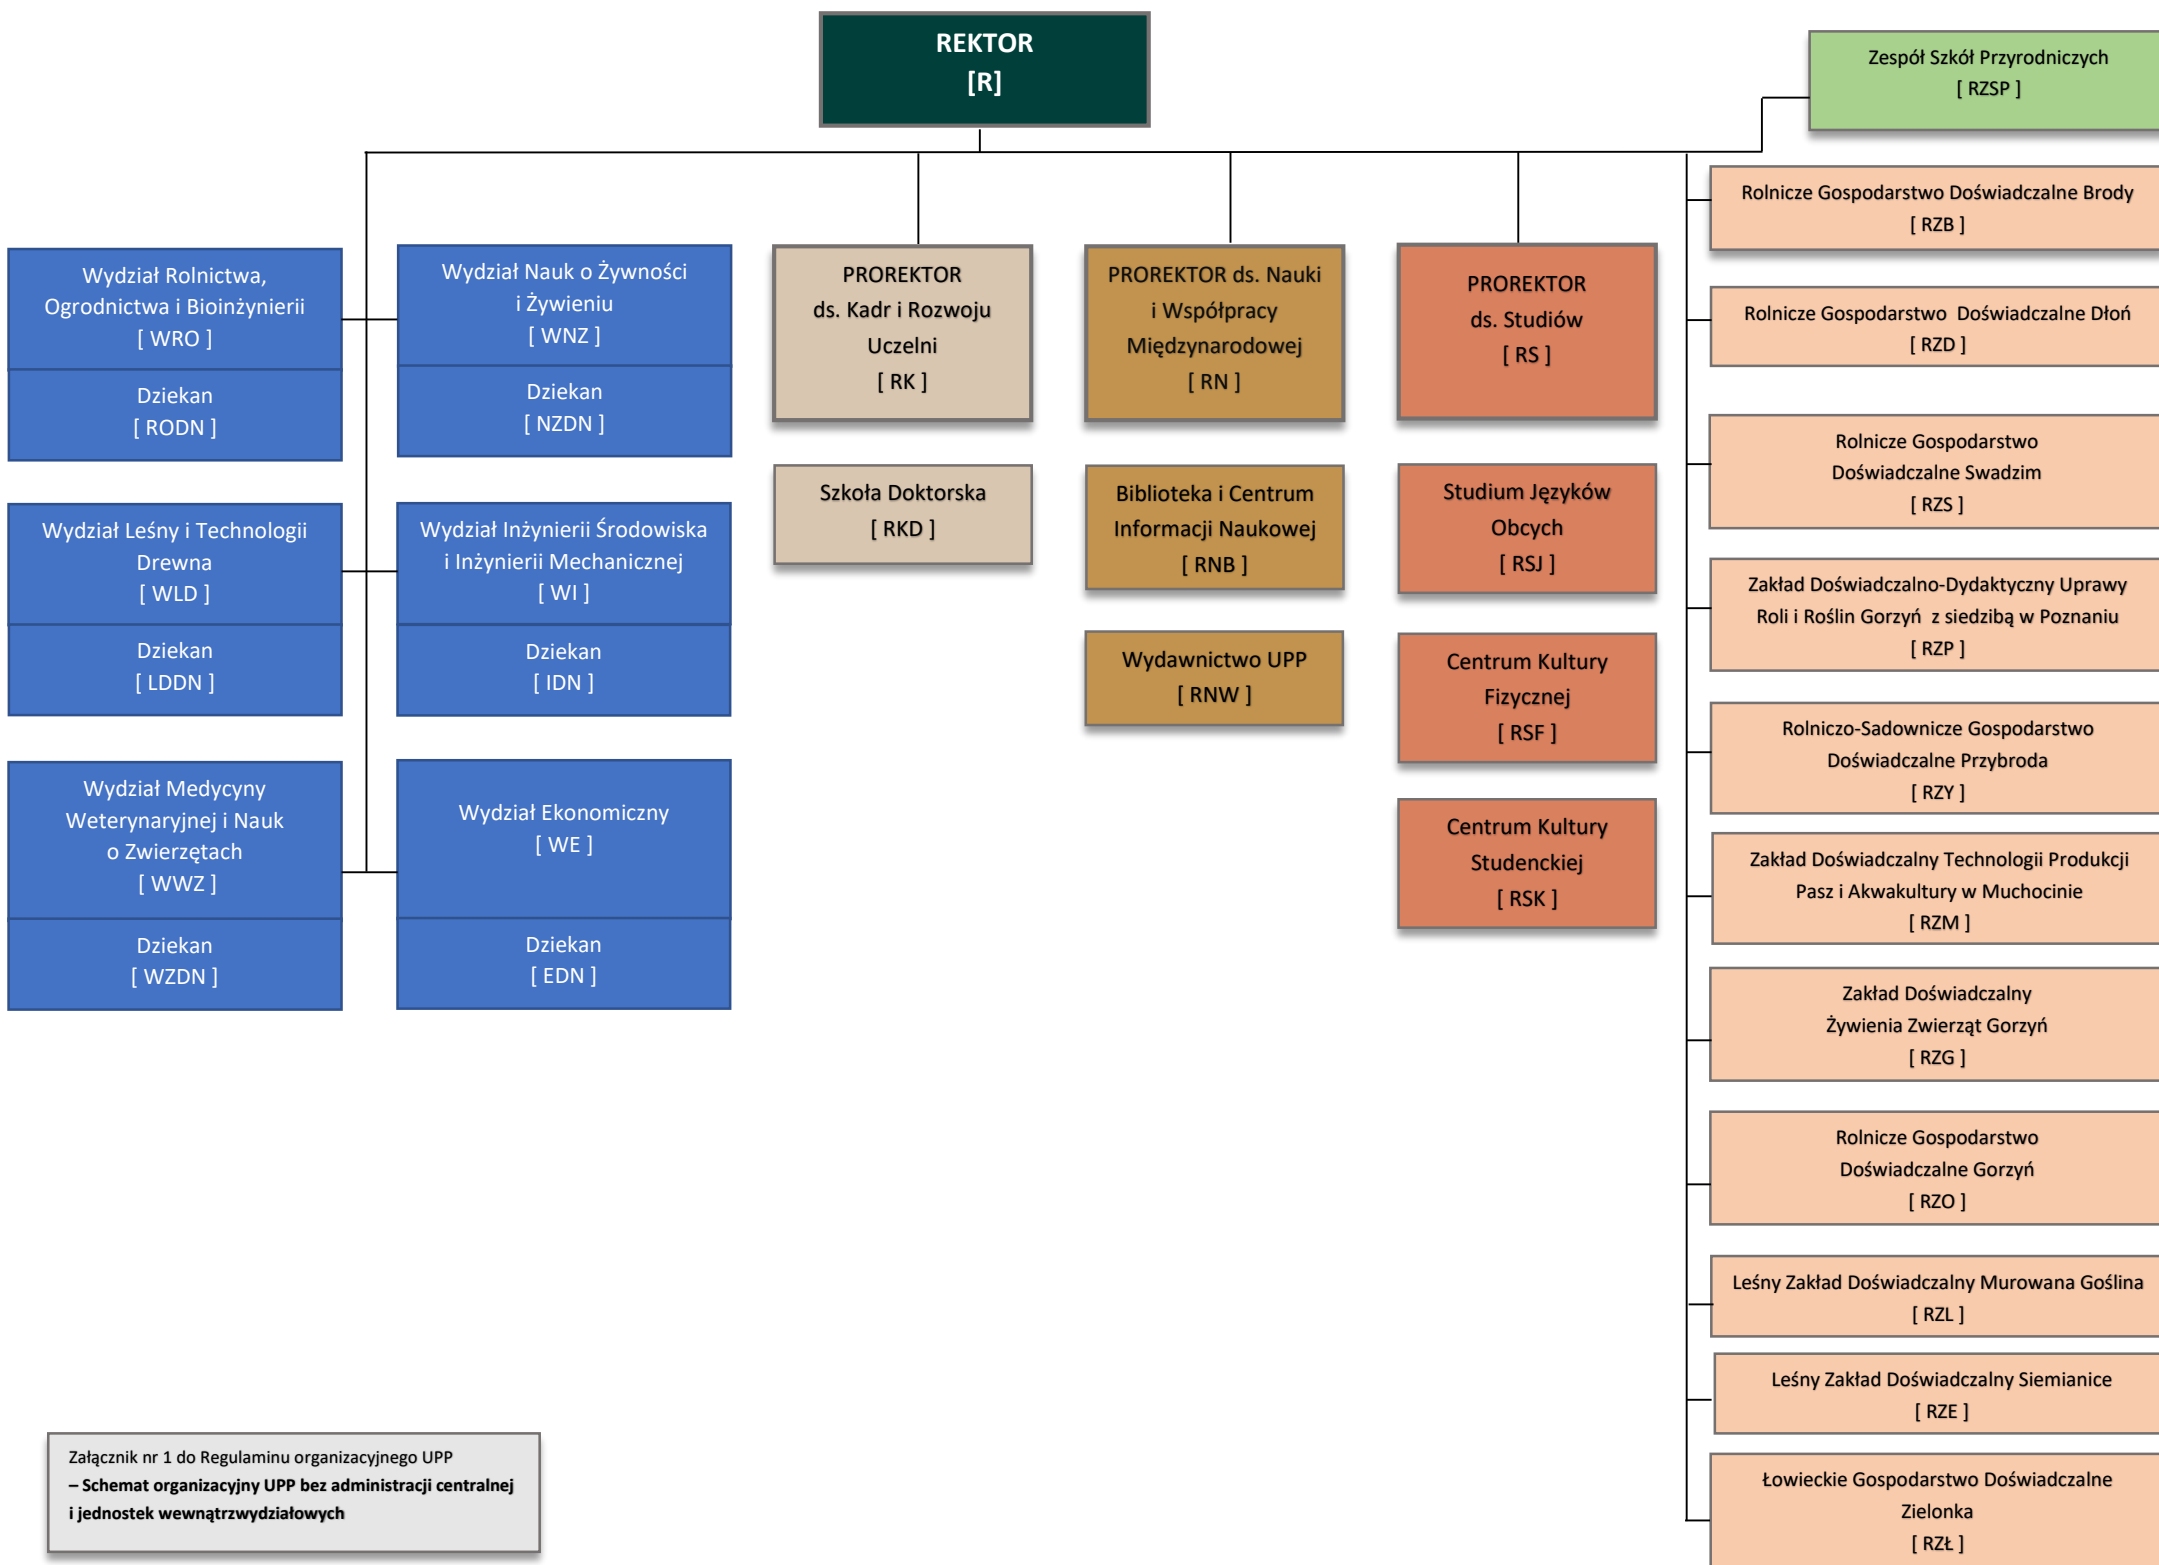 REKTOR
[R]
Zespół Szkół Przyrodniczych
[ RZSP ]
Wydział Rolnictwa,
Ogrodnictwa i Bioinżynierii
[ WRO ]
Dziekan
[ RODN ]
Wydział Nauk o Żywności
i Żywieniu
[ WNZ ]
Dziekan
[ NZDN ]
Wydział Leśny i Technologii
Drewna
[ WLD ]
Dziekan
[ LDDN ]
Wydział Inżynierii Środowiska
i Inżynierii Mechanicznej
[ WI ]
Dziekan
[ IDN ]
Wydział Medycyny
Weterynaryjnej i Nauk
o Zwierzętach
[ WWZ ]
Dziekan
[ WZDN ]
Wydział Ekonomiczny
[ WE ]
Dziekan
[ EDN ]
PROREKTOR
ds. Kadr i Rozwoju
Uczelni
[ RK ]
Szkoła Doktorska
[ RKD ]
PROREKTOR ds. Nauki
i Współpracy
Międzynarodowej
[ RN ]
Biblioteka i Centrum
Informacji Naukowej
[ RNB ]
Wydawnictwo UPP
[ RNW ]
PROREKTOR
ds. Studiów
[ RS ]
Studium Języków
Obcych
[ RSJ ]
Centrum Kultury
Fizycznej
[ RSF ]
Centrum Kultury
Studenckiej
[ RSK ]
Rolnicze Gospodarstwo Doświadczalne Brody
[ RZB ]
Rolnicze Gospodarstwo Doświadczalne Dłoń
[ RZD ]
Rolnicze Gospodarstwo
Doświadczalne Swadzim
[ RZS ]
Zakład Doświadczalno-Dydaktyczny Uprawy
Roli i Roślin Gorzyń z siedzibą w Poznaniu
[ RZP ]
Rolniczo-Sadownicze Gospodarstwo
Doświadczalne Przybroda
[ RZY ]
Zakład Doświadczalny Technologii Produkcji
Pasz i Akwakultury w Muchocinie
[ RZM ]
Zakład Doświadczalny
Żywienia Zwierząt Gorzyń
[ RZG ]
Rolnicze Gospodarstwo
Doświadczalne Gorzyń
[ RZO ]
Leśny Zakład Doświadczalny Murowana Goślina
[ RZL ]
Leśny Zakład Doświadczalny Siemianice
[ RZE ]
Łowieckie Gospodarstwo Doświadczalne
Zielonka
[ RZŁ ]
Załącznik nr 1 do Regulaminu organizacyjnego UPP
– Schemat organizacyjny UPP bez administracji centralnej
i jednostek wewnątrzwydziałowych